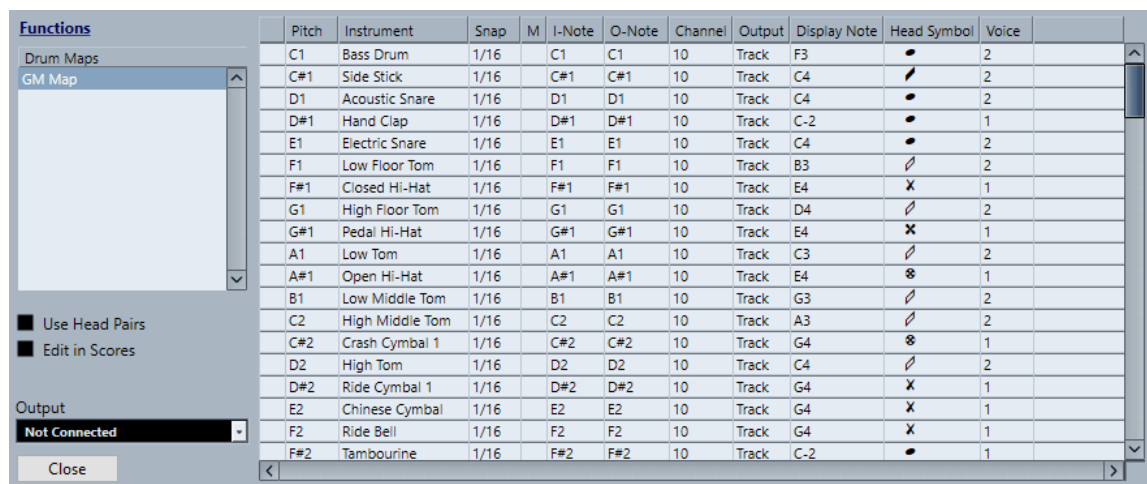 Functions
Drum Maps
GM Map
Use Head Pairs
Edit in Scores
Output
Not Connected
Close
Pitch Instrument Snap M I-Note O-Note Channel Output Display Note Head Symbol Voice
C1 Bass Drum 1/16 C1 C1 10 Track F3 2
C#1 Side Stick 1/16 C#1 C#1 10 Track C4 2
D1 Acoustic Snare 1/16 D1 D1 10 Track C4 2
D#1 Hand Clap 1/16 D#1 D#1 10 Track C-2 1
E1 Electric Snare 1/16 E1 E1 10 Track C4 2
F1 Low Floor Tom 1/16 F1 F1 10 Track B3 2
F#1 Closed Hi-Hat 1/16 F#1 F#1 10 Track E4 1
G1 High Floor Tom 1/16 G1 G1 10 Track D4 2
G#1 Pedal Hi-Hat 1/16 G#1 G#1 10 Track E4 1
A1 Low Tom 1/16 A1 A1 10 Track C3 2
A#1 Open Hi-Hat 1/16 A#1 A#1 10 Track E4 1
B1 Low Middle Tom 1/16 B1 B1 10 Track G3 2
C2 High Middle Tom 1/16 C2 C2 10 Track A3 2
C#2 Crash Cymbal 1 1/16 C#2 C#2 10 Track G4 1
D2 High Tom 1/16 D2 D2 10 Track C4 2
D#2 Ride Cymbal 1 1/16 D#2 D#2 10 Track G4 1
E2 Chinese Cymbal 1/16 E2 E2 10 Track G4 1
F2 Ride Bell 1/16 F2 F2 10 Track G4 1
F#2 Tambourine 1/16 F#2 F#2 10 Track C-2 1